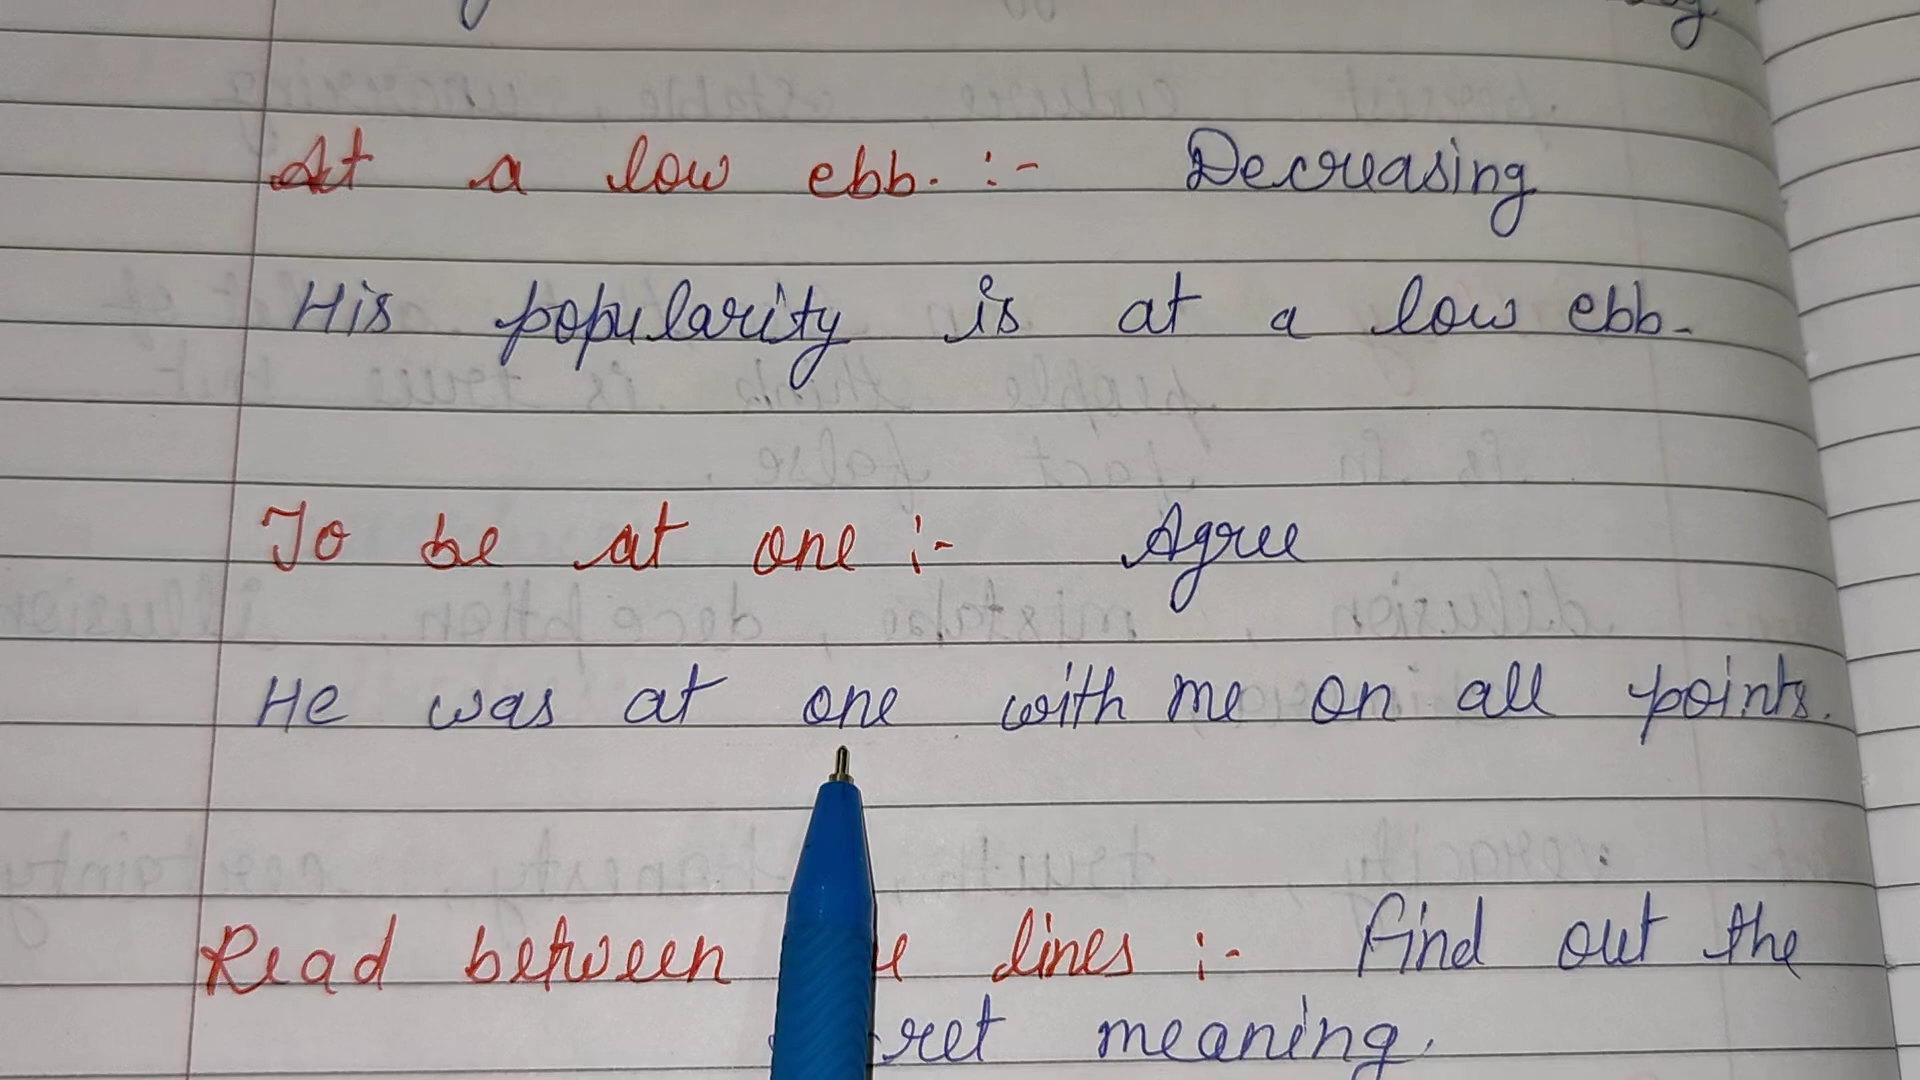 At a low ebb. :- Decreasing
His popularity is at a low ebb.
To be at one :- Agree
He was at one with me on all points.
Read between lines :- find out the
meaning.